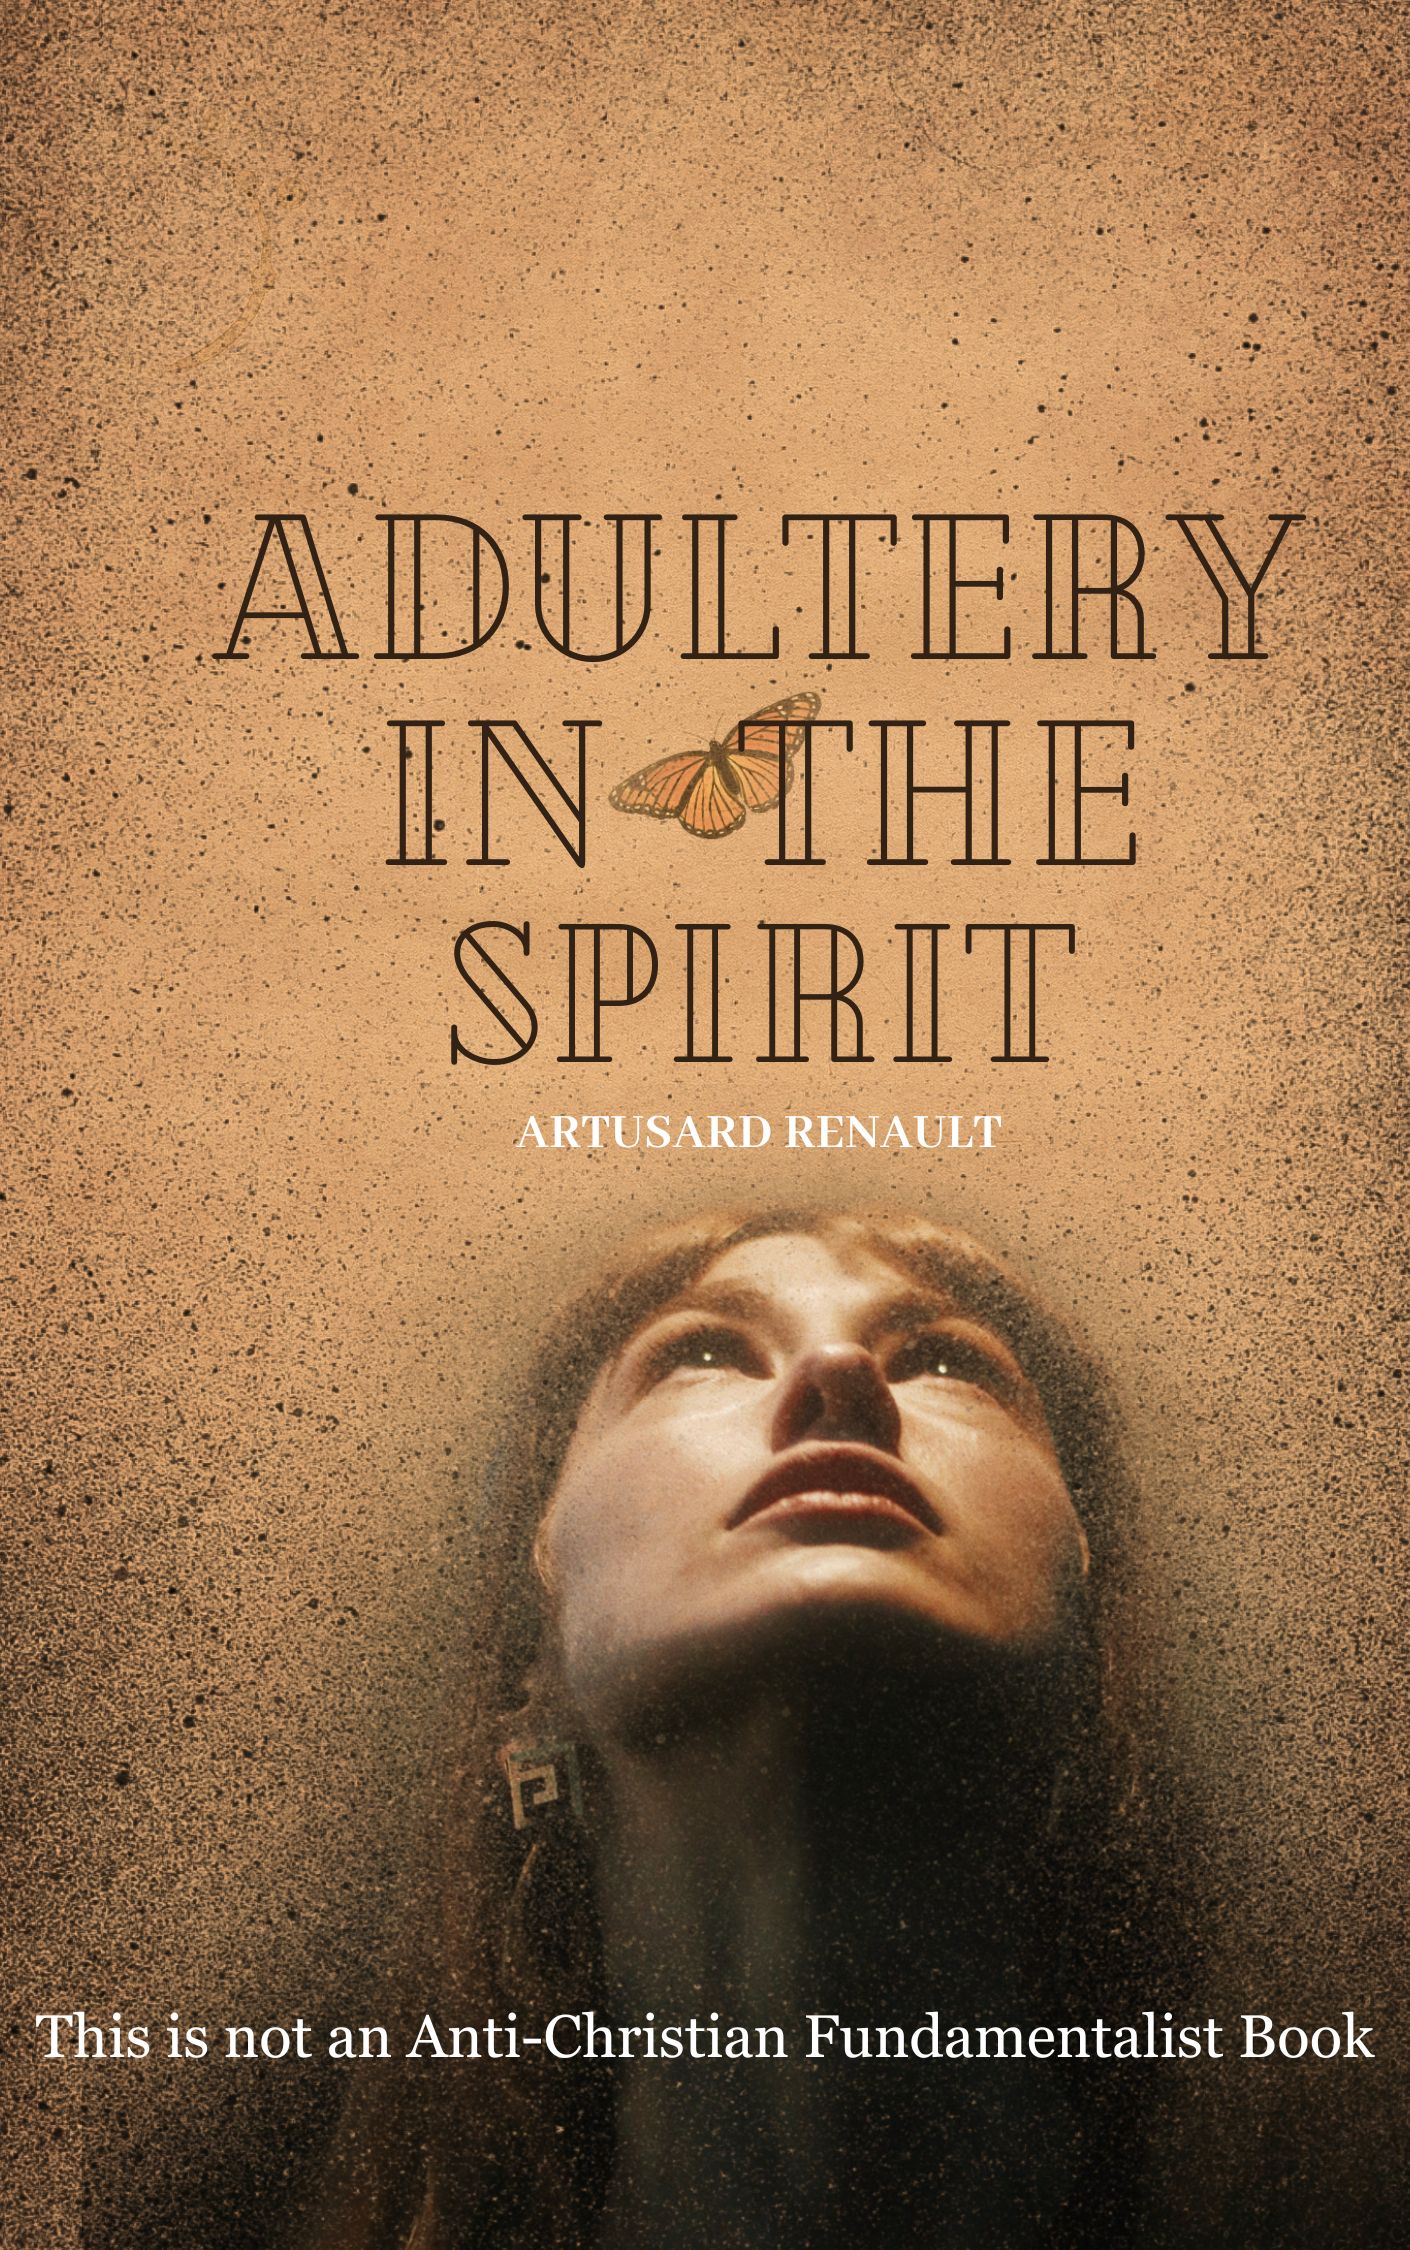 ADULTERY
IN THE
SPIRIT
ARTUSARD RENAULT
This is not an Anti-Christian Fundamentalist Book